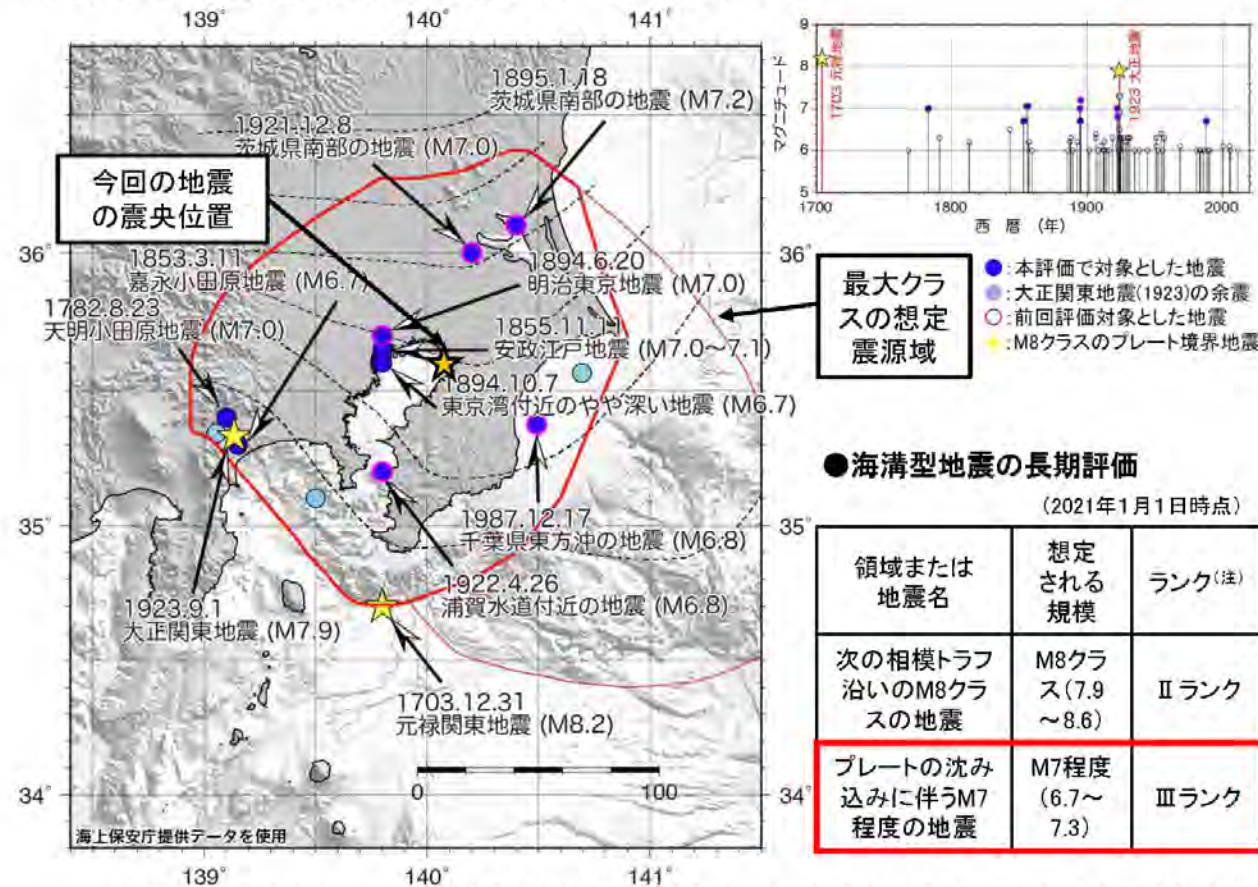 139°
140°
141°
36°
35°
34°
1895.1.18
茨城県南部の地震 (M7.2)
1921.12.8
茨城県南部の地震 (M7.0)
今回の地震
の震央位置
1853.3.11
嘉永小田原地震 (M6.7)
1894.6.20
明治東京地震 (M7.0)
1782.8.23
天明小田原地震 (M7.0)
1855.11.11
安政江戸地震 (M7.0～7.1)
1894.10.7
東京湾付近のやや深い地震 (M6.7)
1987.12.17
千葉県東方沖の地震 (M6.8)
1922.4.26
浦賀水道付近の地震 (M6.8)
1923.9.1
大正関東地震 (M7.9)
1703.12.31
元禄関東地震 (M8.2)
0
100
海上保安庁提供データを使用
139°
140°
141°
36°
35°
34°
マグニチュード
9
8
7
6
5
1703 元禄地震
1923 大正地震
1700
1800
1900
2000
西 暦 (年)
最大クラ
スの想定
震源域
:本評価で対象とした地震
:大正関東地震(1923)の余震
:前回評価対象とした地震
:M8クラスのプレート境界地震
●海溝型地震の長期評価
(2021年1月1日時点)
領域または
地震名
想定
される
規模
ランク(注)
次の相模トラフ
沿いのM8クラ
スの地震
M8クラ
ス(7.9
～8.6)
Ⅱランク
プレートの沈み
込みに伴うM7
程度の地震
M7程度
(6.7～
7.3)
Ⅲランク